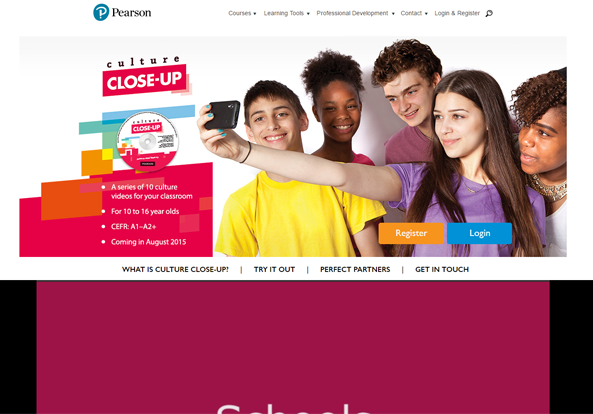 Pearson
Courses ▾ Learning Tools ▾ Professional Development ▾ Contact ▾ Login & Register
culture
CLOSE-UP
culture
CLOSE-UP
• A series of 10 culture
videos for your classroom
• For 10 to 16 year olds
• CEFR: A1–A2+
• Coming in August 2015
Register Login
WHAT IS CULTURE CLOSE-UP? | TRY IT OUT | PERFECT PARTNERS | GET IN TOUCH
Schools